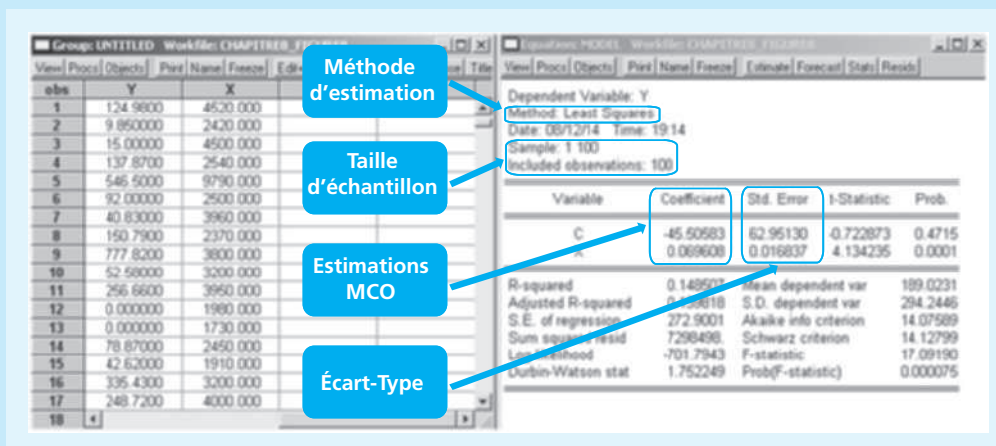 Group: UNTITLED Workfile: CHAPITRE8_FIGURE8
View Procs Objects Print Name Freeze Title
obs Y X
1 124.9800 4520.000
2 9.850000 2420.000
3 15.00000 4500.000
4 137.8700 2540.000
5 546.5000 9790.000
6 92.00000 2500.000
7 40.83000 3960.000
8 150.7900 2370.000
9 777.8200 3800.000
10 52.58000 3200.000
11 256.6600 3950.000
12 0.000000 1980.000
13 0.000000 1730.000
14 78.87000 2450.000
15 42.62000 1910.000
16 335.4300 3200.000
17 248.7200 4000.000
18
Méthode
d'estimation
Taille
d'échantillon
Estimations
MCO
Écart-Type
Equation: MODEL Workfile: CHAPITRE8_FIGURE8
View Procs Objects Print Name Freeze Estimate Forecast Stats Resids
Dependent Variable: Y
Method: Least Squares
Date: 08/12/14 Time: 19:14
Sample: 1 100
Included observations: 100
Variable Coefficient Std. Error t-Statistic Prob.
C -45.50583 62.95130 -0.722873 0.4715
X 0.069608 0.016837 4.134235 0.0001
R-squared 0.148507 Mean dependent var 189.0231
Adjusted R-squared 0.139818 S.D. dependent var 294.2446
S.E. of regression 272.9001 Akaike info criterion 14.07589
Sum squared resid 7298498. Schwarz criterion 14.12799
Log likelihood -701.7943 F-statistic 17.09190
Durbin-Watson stat 1.752249 Prob(F-statistic) 0.000075